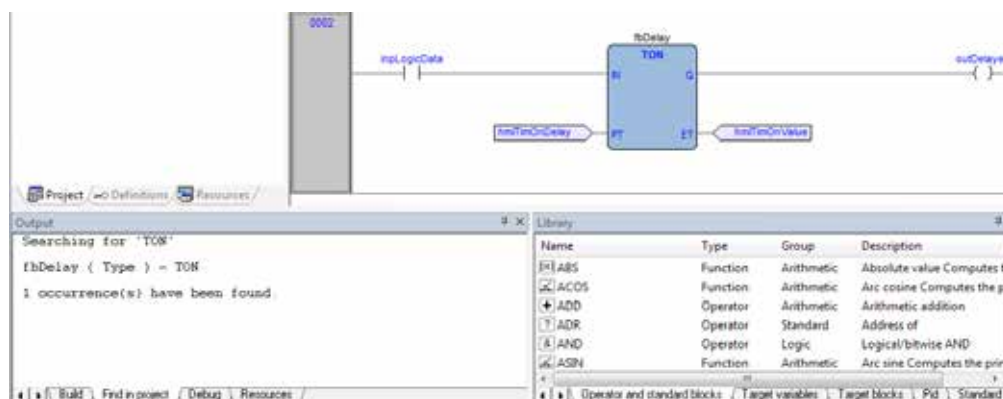 0002
fbDelay
TON
inpLogicData
outDelaye
IN
Q
hmiTimOnDelay
PT
ET
hmiTimOnValue
Project
Definitions
Resources
Output
Library
Searching for 'TON'
fbDelay ( Type ) - TON
1 occurrence(s) have been found
Name Type Group Description
ABS Function Arithmetic Absolute value Computes t
ACOS Function Arithmetic Arc cosine Computes the p
ADD Operator Arithmetic Arithmetic addition
ADR Operator Standard Address of
AND Operator Logic Logical/bitwise AND
ASIN Function Arithmetic Arc sine Computes the prin
Build Find in project Debug Resources
Operator and standard blocks Target variables Target blocks Pid Standard